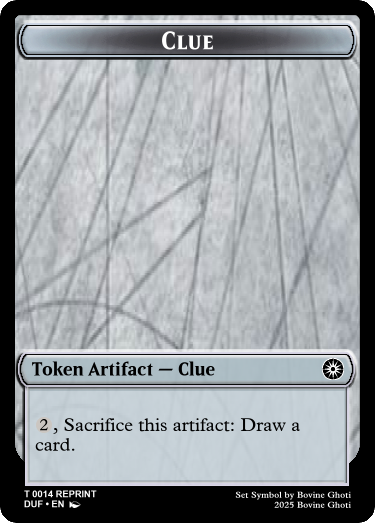 Clue
Token Artifact — Clue
2, Sacrifice this artifact: Draw a
card.
T 0014 REPRINT
DUF • EN
Set Symbol by Bovine Ghoti
2025 Bovine Ghoti